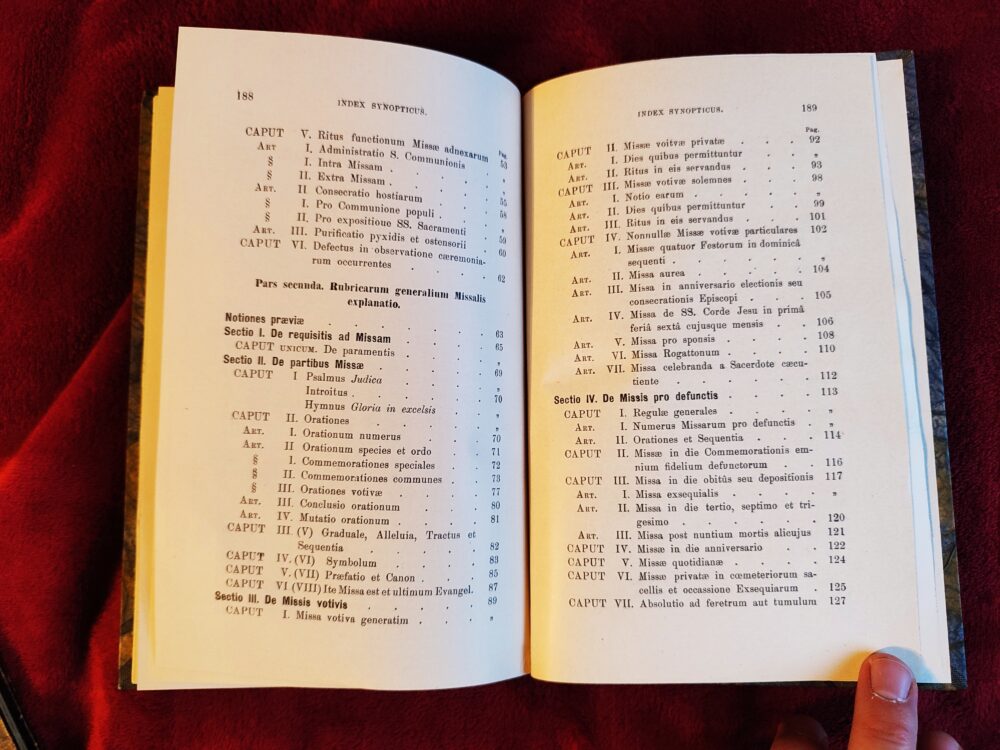 188
INDEX SYNOPTICUS.
Pag.
CAPUT V. Ritus functionum Missæ adnexarum 53
ART I. Administratio S. Communionis . „
§ I. Intra Missam . . . . „
§ II. Extra Missam . . . . „
ART. II Consecratio hostiarum . . 55
§ I. Pro Communione populi . . 58
§ II. Pro expositioue SS. Sacramenti . „
ART. III. Purificatio pyxidis et ostensorii . . 59
CAPUT VI. Defectus in observatione cæremonia- 60
rum occurrentes . . . . 62
Pars secunda. Rubricarum generalium Missalis
explanatio.
Notiones præviæ . . . . . . 63
Sectio I. De requisitis ad Missam . . . 65
CAPUT UNICUM. De paramentis . . . . „
Sectio II. De partibus Missæ . . . . 69
CAPUT I Psalmus Judica . . . . „
Introitus . . . . . 70
Hymnus Gloria in excelsis . . . „
CAPUT II. Orationes . . . . „
ART. I. Orationum numerus . . . 70
ART. II Orationum species et ordo . . 71
§ I. Commemorationes speciales . . 72
§ II. Commemorationes communes . . 73
§ III. Orationes votivæ . . . 77
ART. III. Conclusio orationum . . . 80
ART. IV. Mutatio orationum . . . . 81
CAPUT III. (V) Graduale, Alleluia, Tractus et
Sequentia . . . . 82
CAPUT IV. (VI) Symbolum . . . . 83
CAPUT V. (VII) Præfatio et Canon . . . 85
CAPUT VI (VIII) Ite Missa est et ultimum Evangel. 87
Sectio III. De Missis votivis . . . . . 89
CAPUT I. Missa votiva generatim . . . „
INDEX SYNOPTICUS. 189
Pag.
CAPUT II. Missæ voitvæ privatæ . . . 92
ART. I. Dies quibus permittuntur . . „
ART. II. Ritus in eis servandus . . . 93
CAPUT III. Missæ votivæ solemnes . . . 98
ART. I. Notio earum . . . . „
ART. II. Dies quibus permittuntur . . 99
ART. III. Ritus in eis servandus . . . 101
CAPUT IV. Nonnullæ Missæ votivæ particulares 102
ART. I. Missæ quatuor Festorum in dominicâ
sequenti . . . . . „
ART. II. Missa aurea . . . . . 104
ART. III. Missa in anniversario electionis seu
consecrationis Episcopi . . . 105
ART. IV. Missa de SS. Corde Jesu in primâ
feriâ sextâ cujusque mensis . . 106
ART. V. Missa pro sponsis . . . . 108
ART. VI. Missa Rogattonum . . . . 110
ART. VII. Missa celebranda a Sacerdote cæcu-
tiente . . . . . . 112
Sectio IV. De Missis pro defunctis . . . . 113
CAPUT I. Regulæ generales . . . . „
ART. I. Numerus Missarum pro defunctis . „
ART. II. Orationes et Sequentia . . . 114
CAPUT II. Missæ in die Commemorationis em-
nium fidelium defunctorum . . 116
CAPUT III. Missa in die obitûs seu depositionis 117
ART. I. Missa exsequialis . . . . „
ART. II. Missa in die tertio, septimo et tri-
gesimo . . . . . . 120
ART. III. Missa post nuntium mortis alicujus 121
CAPUT IV. Missæ in die anniversario . . 122
CAPUT V. Missæ quotidianæ . . . . 124
CAPUT VI. Missæ privatæ in cœmeteriorum sa-
cellis et occassione Exsequiarum . 125
CAPUT VII. Absolutio ad feretrum aut tumulum 127